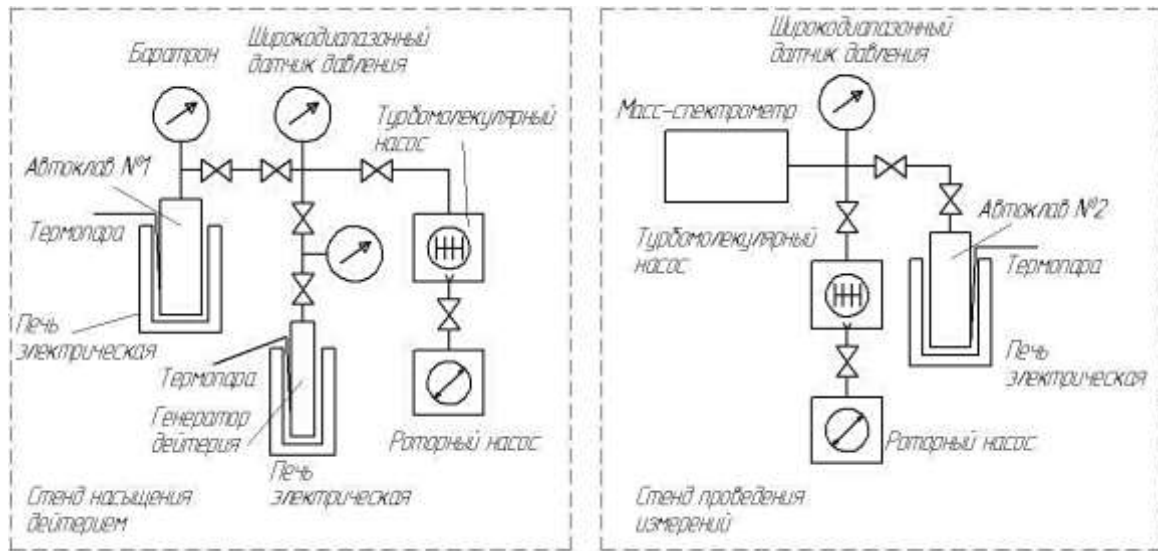 Баратрон
Широкодиапазонный
датчик давления
Турбомолекулярный
насос
Автоклав №1
Термопара
Печь
электрическая
Термопара
Генератор
дейтерия
Печь
электрическая
Роторный насос
Стенд насыщения
дейтерием
Широкодиапазонный
датчик давления
Масс-спектрометр
Автоклав №2
Турбомолекулярный
насос
Термопара
Печь
электрическая
Роторный насос
Стенд проведения
измерений